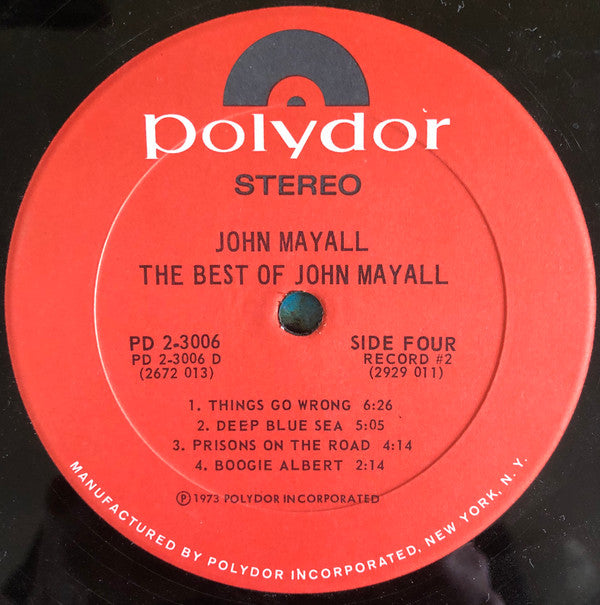 polydor
STEREO
JOHN MAYALL
THE BEST OF JOHN MAYALL
PD 2-3006
PD 2-3006 D
(2672 013)
SIDE FOUR
RECORD #2
(2929 011)
1. THINGS GO WRONG 6:26
2. DEEP BLUE SEA 5:05
3. PRISONS ON THE ROAD 4:14
4. BOOGIE ALBERT 2:14
Ⓟ 1973 POLYDOR INCORPORATED
MANUFACTURED BY POLYDOR INCORPORATED, NEW YORK, N. Y.